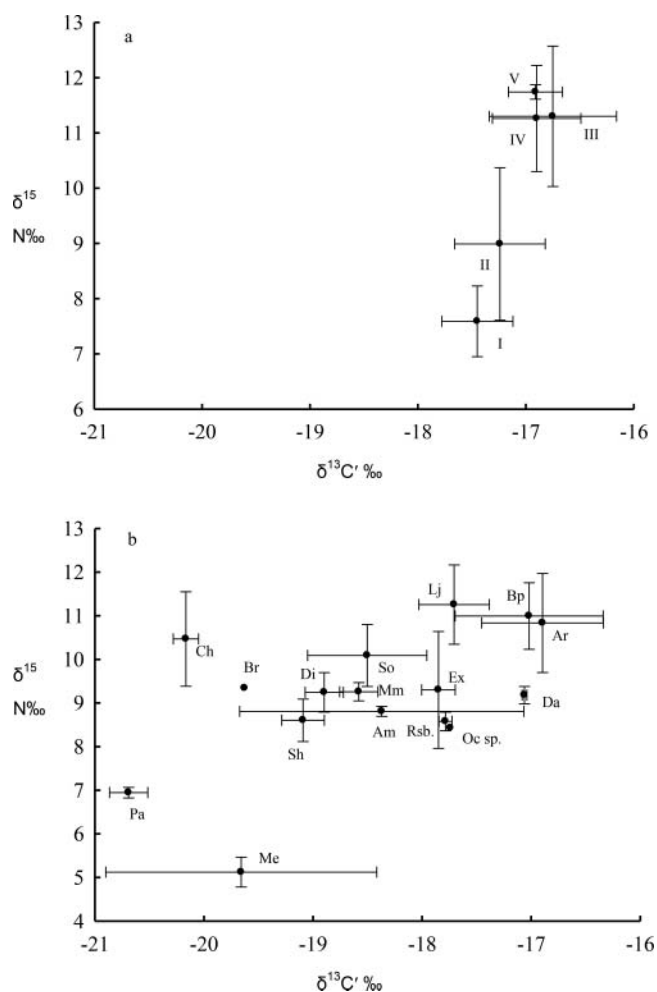 a
13
12
11
10
9
8
7
6
δ¹⁵
N‰
V
IV
III
II
I
-21
-20
-19
-18
-17
-16
δ¹³C′ ‰
b
13
12
11
10
9
8
7
6
5
4
δ¹⁵
N‰
Lj
Bp
Ar
Ch
So
Br
Di
Mm
Ex
Da
Am
Rsb.
Oc sp.
Sh
Pa
Me
-21
-20
-19
-18
-17
-16
δ¹³C′ ‰